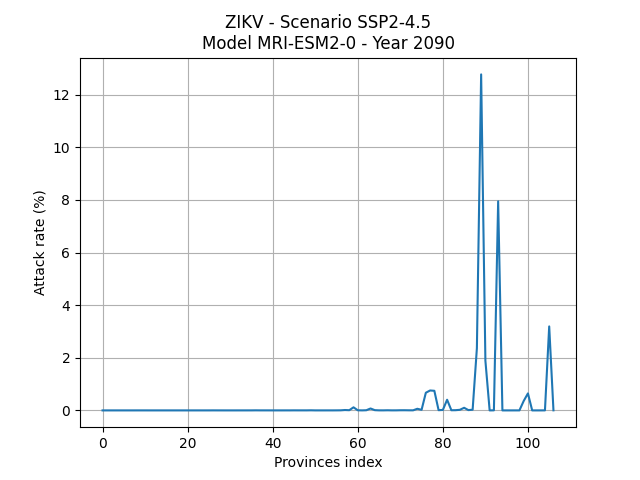 ZIKV - Scenario SSP2-4.5
Model MRI-ESM2-0 - Year 2090
Attack rate (%)
12
10
8
6
4
2
0
0 20 40 60 80 100
Provinces index